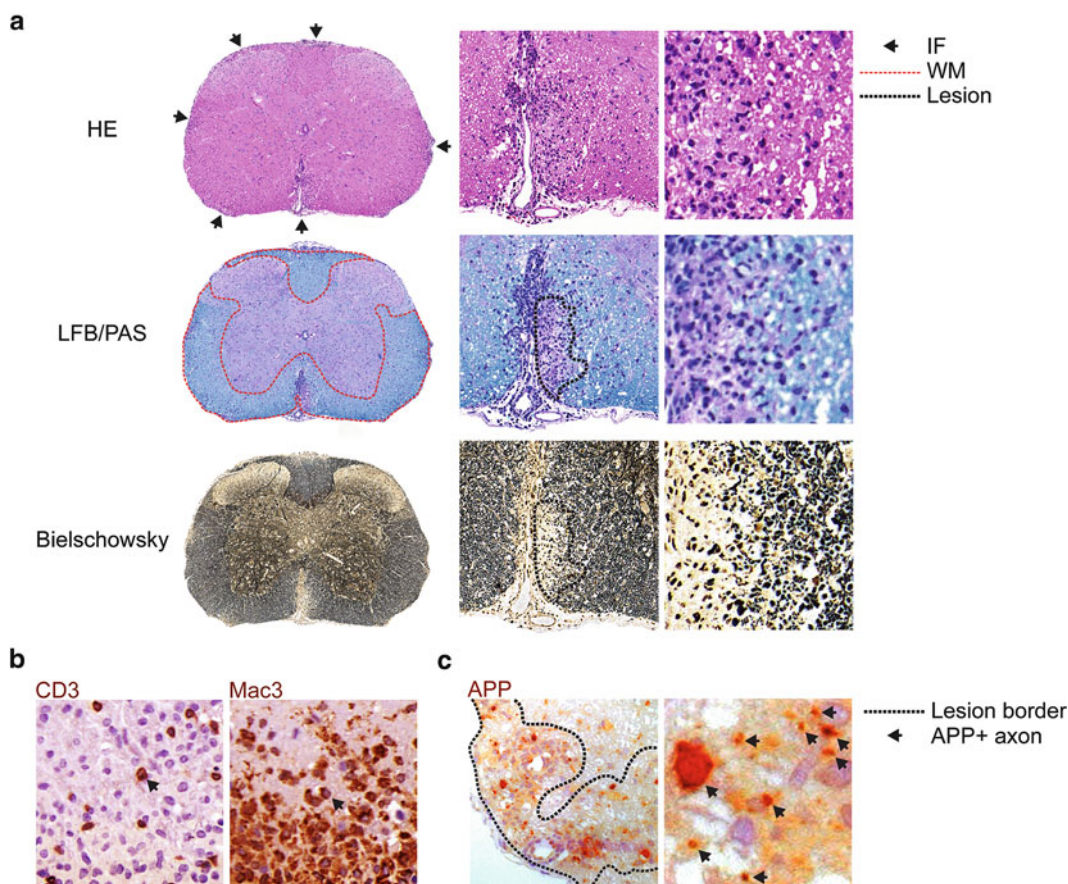 a
HE
IF
WM
Lesion
LFB/PAS
Bielschowsky
b
CD3
Mac3
c
APP
Lesion border
APP+ axon